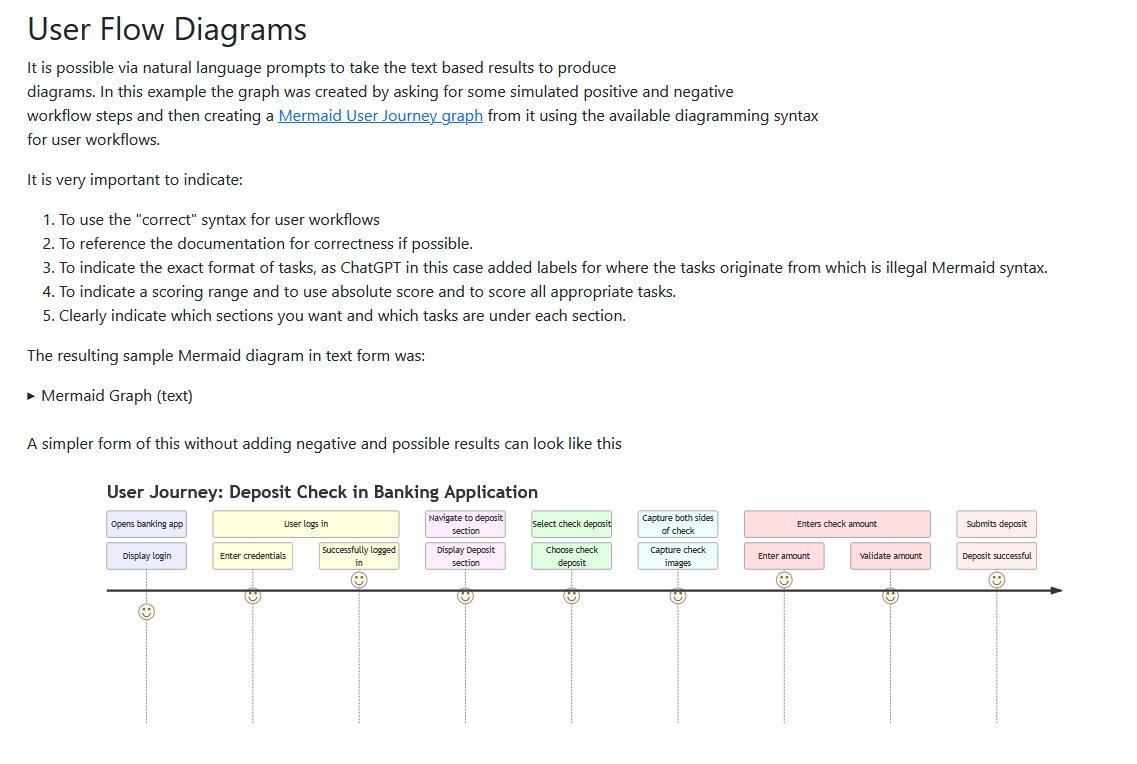 User Flow Diagrams
It is possible via natural language prompts to take the text based results to produce
diagrams. In this example the graph was created by asking for some simulated positive and negative
workflow steps and then creating a Mermaid User Journey graph from it using the available diagramming syntax
for user workflows.
It is very important to indicate:
1. To use the "correct" syntax for user workflows
2. To reference the documentation for correctness if possible.
3. To indicate the exact format of tasks, as ChatGPT in this case added labels for where the tasks originate from which is illegal Mermaid syntax.
4. To indicate a scoring range and to use absolute score and to score all appropriate tasks.
5. Clearly indicate which sections you want and which tasks are under each section.
The resulting sample Mermaid diagram in text form was:
▸ Mermaid Graph (text)
A simpler form of this without adding negative and possible results can look like this
User Journey: Deposit Check in Banking Application
Opens banking app
User logs in
Navigate to deposit
section
Select check deposit
Capture both sides
of check
Enters check amount
Submits deposit
Display login
Enter credentials
Successfully logged
in
Display Deposit
section
Choose check
deposit
Capture check
images
Enter amount
Validate amount
Deposit successful